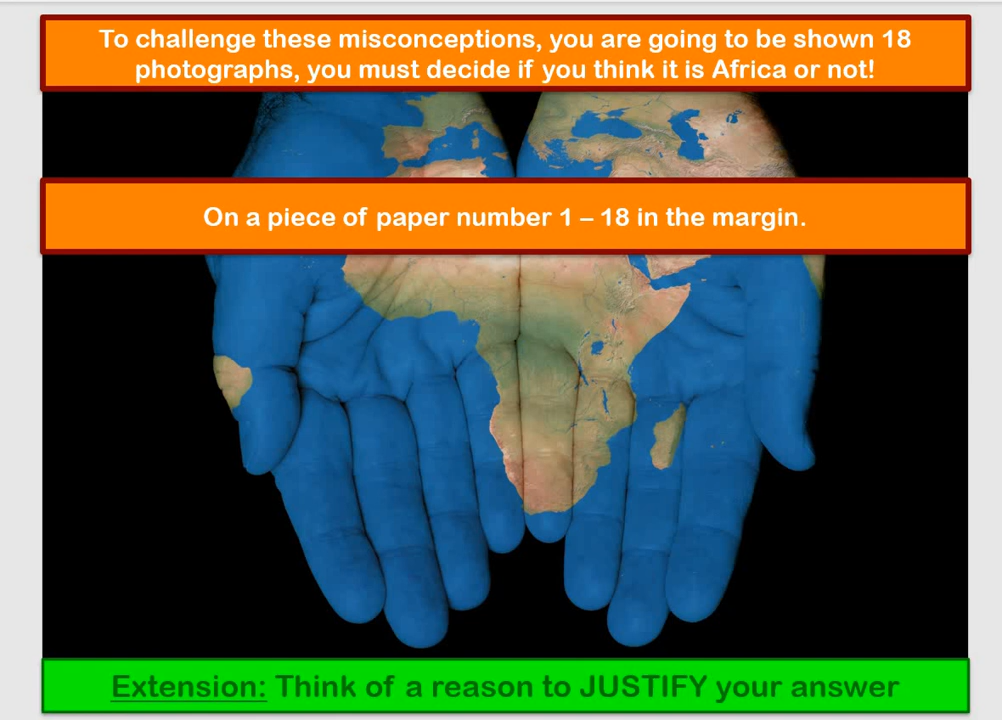 To challenge these misconceptions, you are going to be shown 18
photographs, you must decide if you think it is Africa or not!
On a piece of paper number 1 – 18 in the margin.
Extension: Think of a reason to JUSTIFY your answer